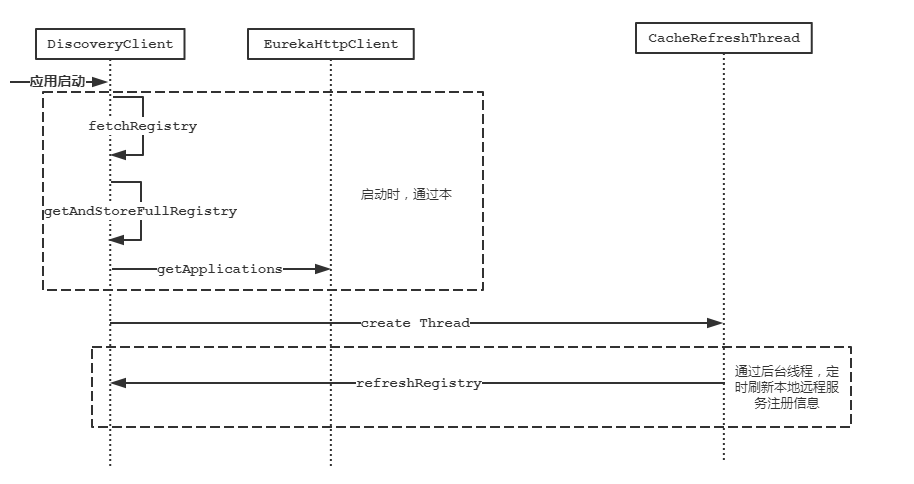 DiscoveryClient
EurekaHttpClient
CacheRefreshThread
应用启动
fetchRegistry
启动时，通过本
getAndStoreFullRegistry
getApplications
create Thread
refreshRegistry
通过后台线程，定
时刷新本地远程服
务注册信息